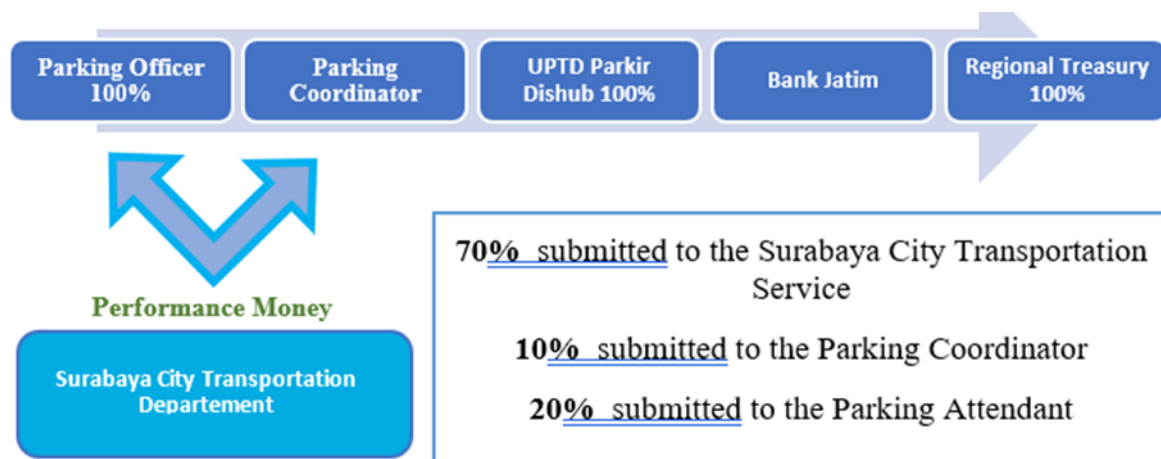 Parking Officer
100%
Parking
Coordinator
UPTD Parkir
Dishub 100%
Bank Jatim
Regional Treasury
100%
Performance Money
Surabaya City Transportation
Departement
70% submitted to the Surabaya City Transportation
Service
10% submitted to the Parking Coordinator
20% submitted to the Parking Attendant